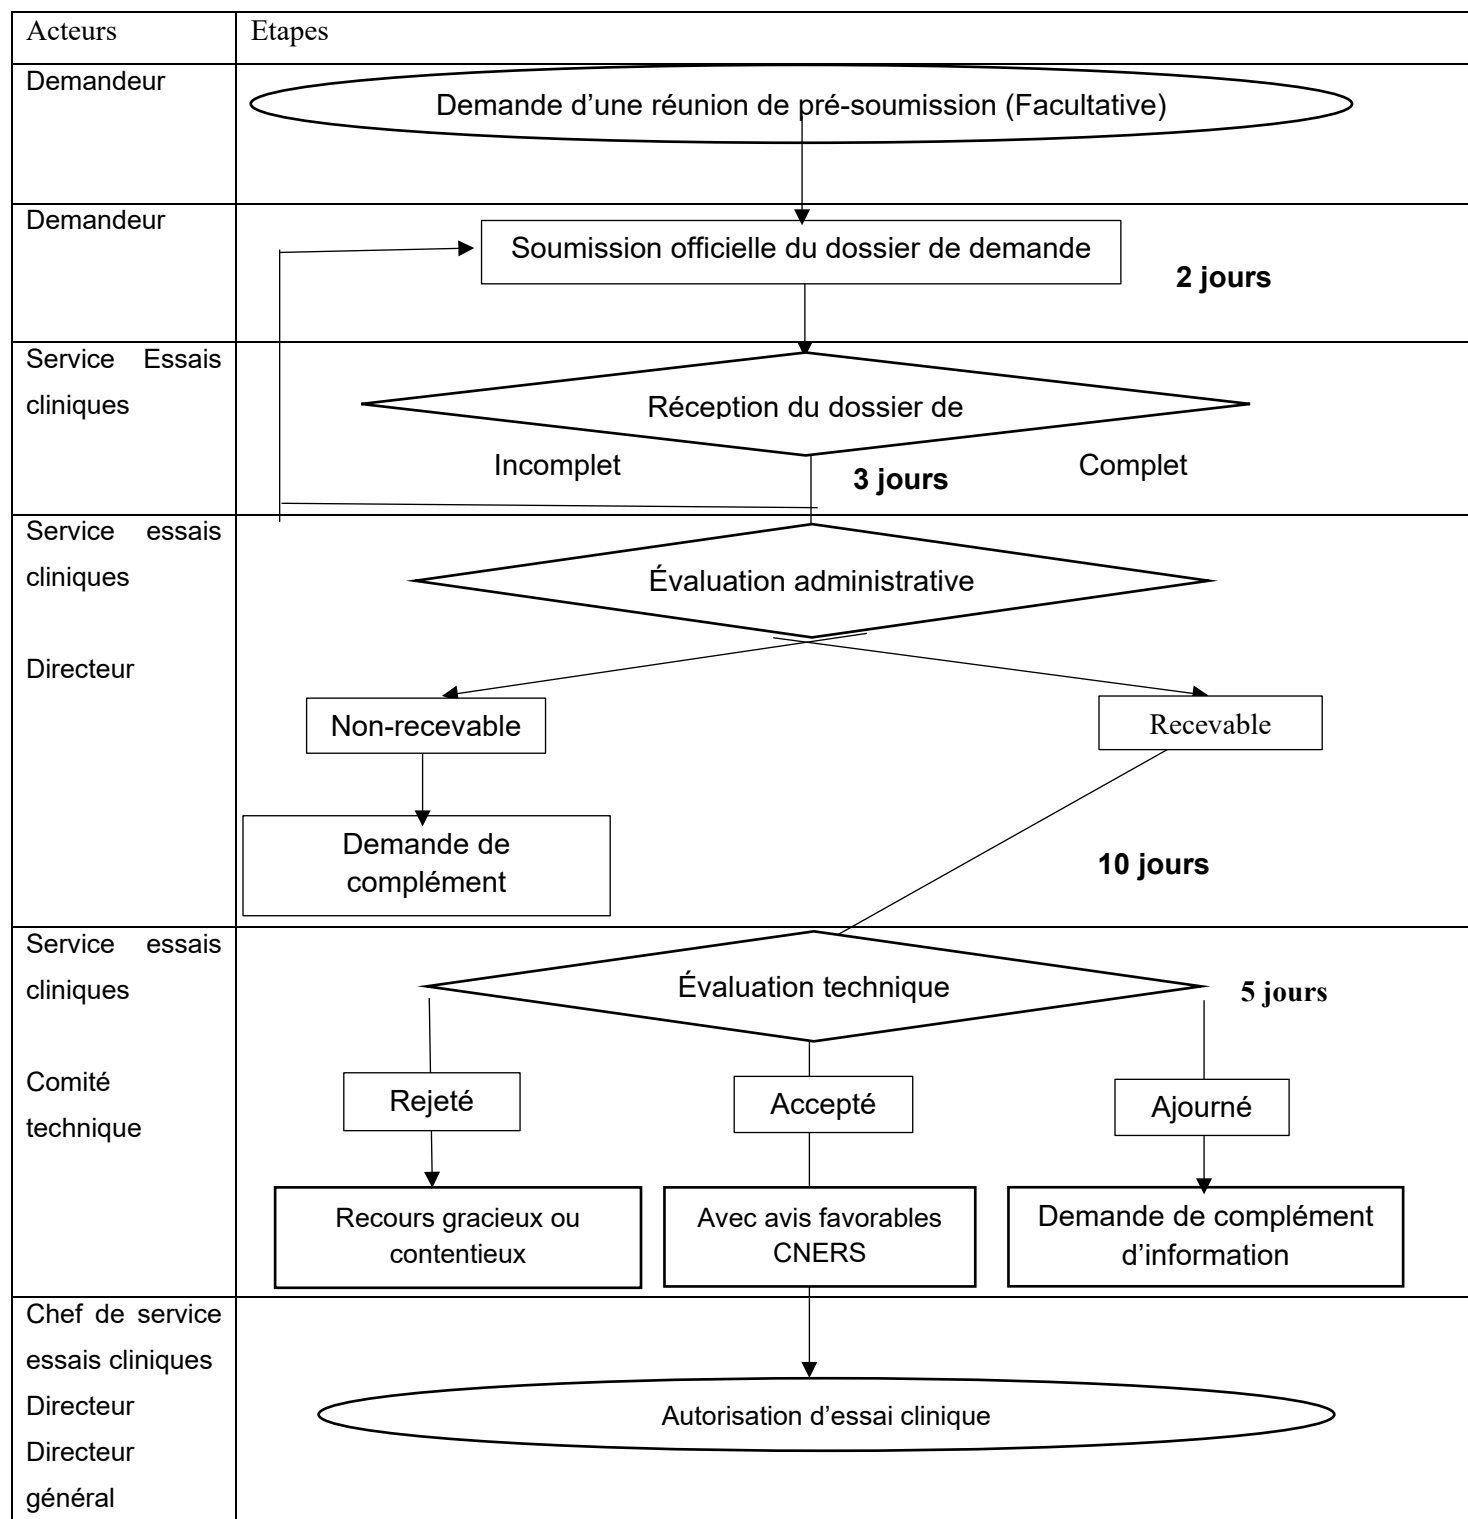 Acteurs
Etapes
Demandeur
Demande d’une réunion de pré-soumission (Facultative)
Demandeur
Soumission officielle du dossier de demande
2 jours
Service Essais
cliniques
Réception du dossier de
Incomplet
3 jours
Complet
Service essais
cliniques
Directeur
Évaluation administrative
Non-recevable
Recevable
Demande de
complément
10 jours
Service essais
cliniques
Comité
technique
Évaluation technique
5 jours
Rejeté
Accepté
Ajourné
Recours gracieux ou
contentieux
Avec avis favorables
CNERS
Demande de complément
d’information
Chef de service
essais cliniques
Directeur
Directeur
général
Autorisation d’essai clinique